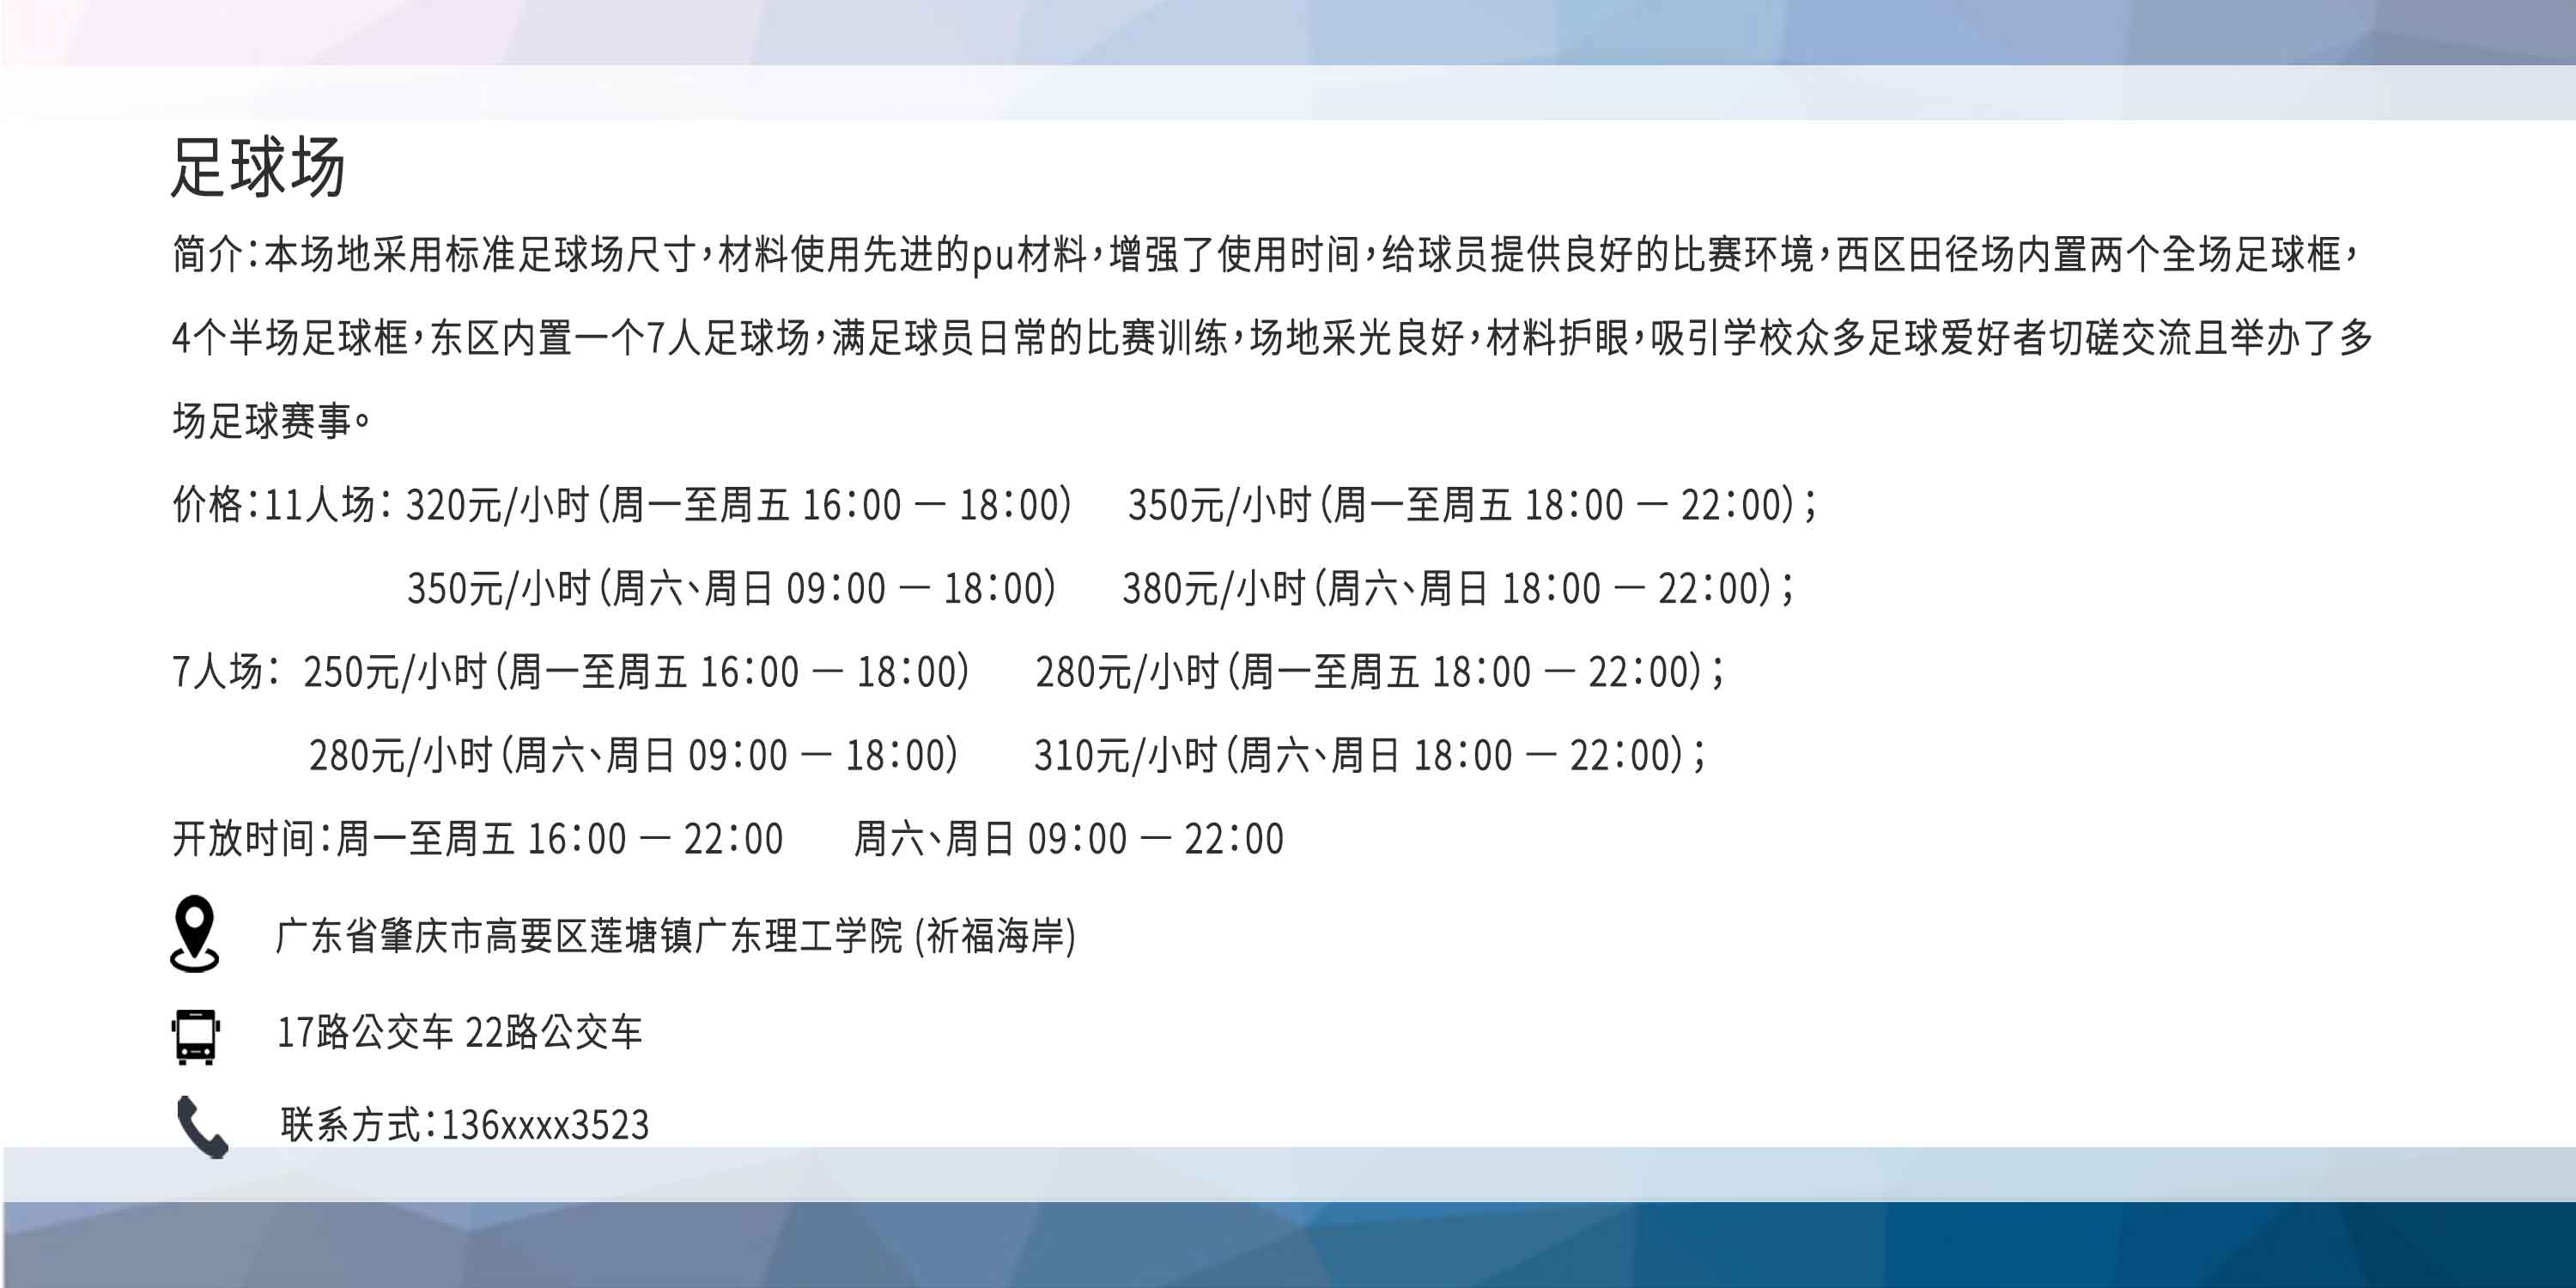 足球场
简介：本场地采用标准足球场尺寸，材料使用先进的pu材料，增强了使用时间，给球员提供良好的比赛环境，西区田径场内置两个全场足球框，
4个半场足球框，东区内置一个7人足球场，满足球员日常的比赛训练，场地采光良好，材料护眼，吸引学校众多足球爱好者切磋交流且举办了多
场足球赛事。
价格：11人场： 320元/小时（周一至周五 16：00 — 18：00） 350元/小时（周一至周五 18：00 — 22：00）；
350元/小时（周六、周日 09：00 — 18：00） 380元/小时（周六、周日 18：00 — 22：00）；
7人场： 250元/小时（周一至周五 16：00 — 18：00） 280元/小时（周一至周五 18：00 — 22：00）；
280元/小时（周六、周日 09：00 — 18：00） 310元/小时（周六、周日 18：00 — 22：00）；
开放时间：周一至周五 16：00 — 22：00 周六、周日 09：00 — 22：00
广东省肇庆市高要区莲塘镇广东理工学院 (祈福海岸)
17路公交车 22路公交车
联系方式：136xxxx3523